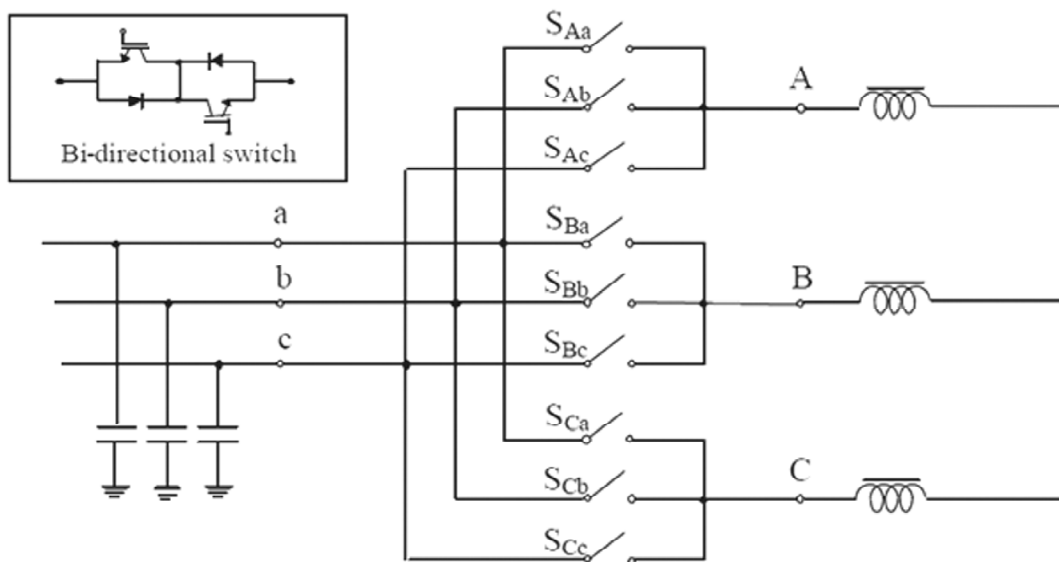 Bi-directional switch
S_Aa
S_Ab
S_Ac
A
a
S_Ba
b
S_Bb
B
c
S_Bc
S_Ca
S_Cb
C
S_Cc